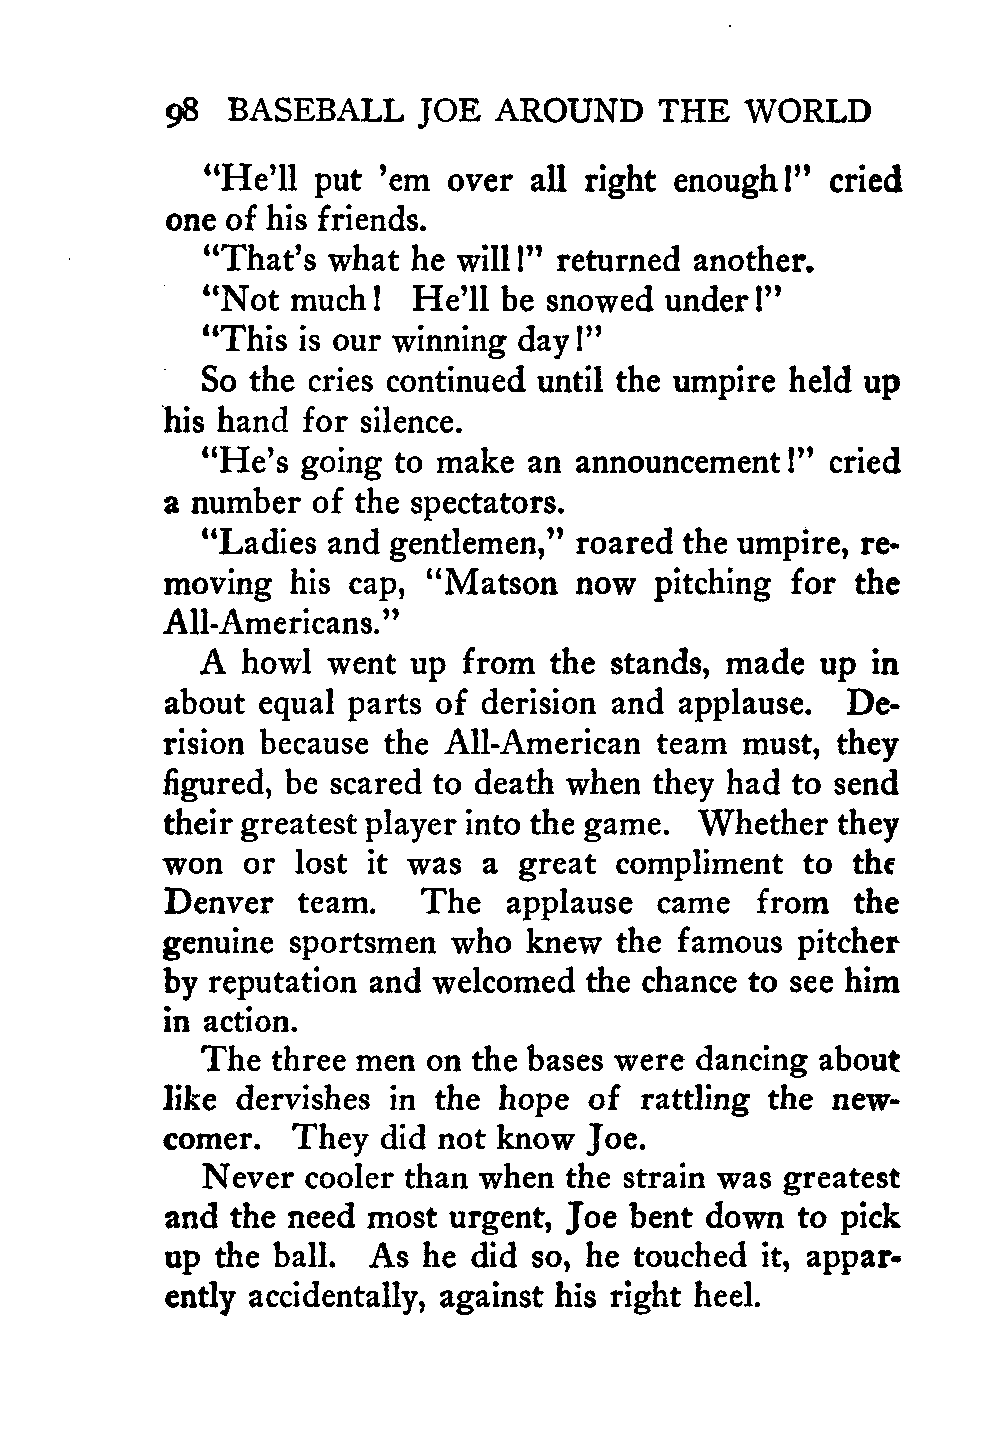 98 BASEBALL JOE AROUND THE WORLD
“He’ll put ’em over all right enough!” cried
one of his friends.
“That’s what he will!” returned another.
“Not much! He’ll be snowed under!”
“This is our winning day!”
So the cries continued until the umpire held up
his hand for silence.
“He’s going to make an announcement!” cried
a number of the spectators.
“Ladies and gentlemen,” roared the umpire, re-
moving his cap, “Matson now pitching for the
All-Americans.”
A howl went up from the stands, made up in
about equal parts of derision and applause. De-
rision because the All-American team must, they
figured, be scared to death when they had to send
their greatest player into the game. Whether they
won or lost it was a great compliment to the
Denver team. The applause came from the
genuine sportsmen who knew the famous pitcher
by reputation and welcomed the chance to see him
in action.
The three men on the bases were dancing about
like dervishes in the hope of rattling the new-
comer. They did not know Joe.
Never cooler than when the strain was greatest
and the need most urgent, Joe bent down to pick
up the ball. As he did so, he touched it, appar-
ently accidentally, against his right heel.